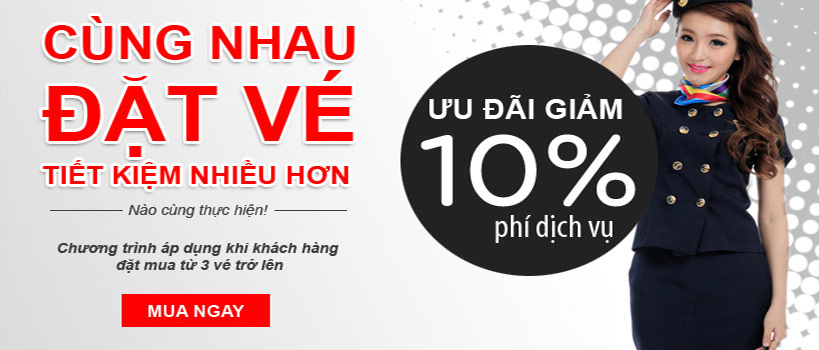 CÙNG NHAU
ĐẶT VÉ
TIẾT KIỆM NHIỀU HƠN
Nào cùng thực hiện!
Chương trình áp dụng khi khách hàng
đặt mua từ 3 vé trở lên
MUA NGAY
ƯU ĐÃI GIẢM
10%
phí dịch vụ